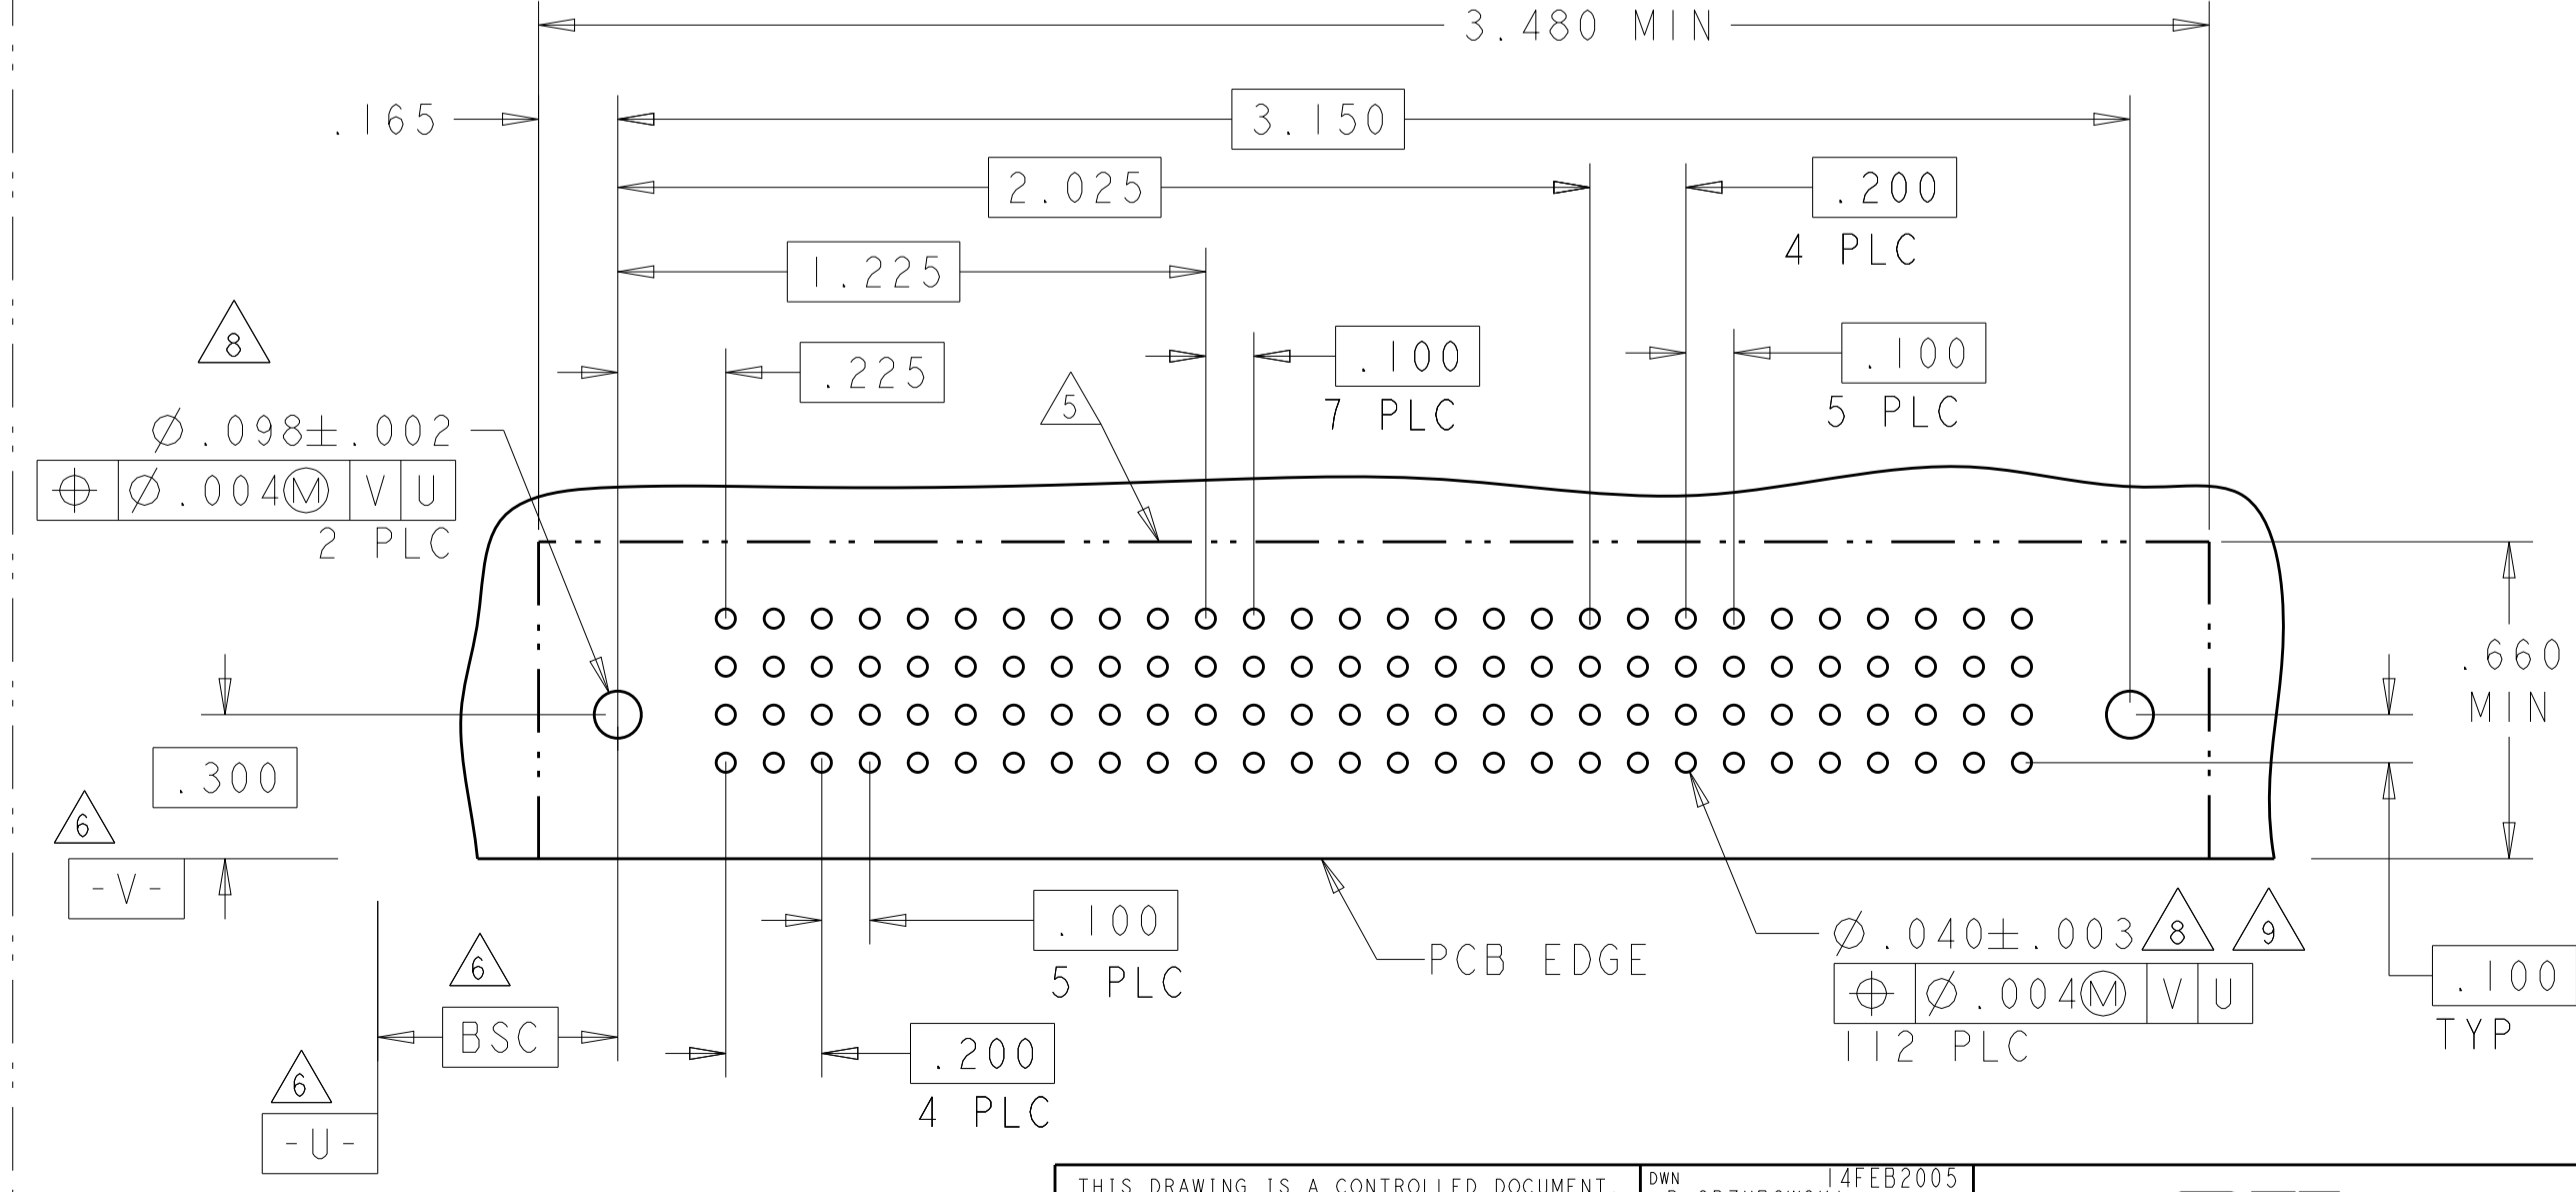 3.480 MIN
.165
3.150
2.025
.200
4 PLC
1.225
8
.225
.100
7 PLC
.100
5 PLC
5
Ø.098±.002
⌖ Ø.004Ⓜ V U
2 PLC
.660
MIN
.300
6
-V-
.100
5 PLC
PCB EDGE
Ø.040±.003 8 9
⌖ Ø.004Ⓜ V U
112 PLC
.100
TYP
6
BSC
.200
4 PLC
6
-U-
THIS DRAWING IS A CONTROLLED DOCUMENT.
DWN 14FEB2005